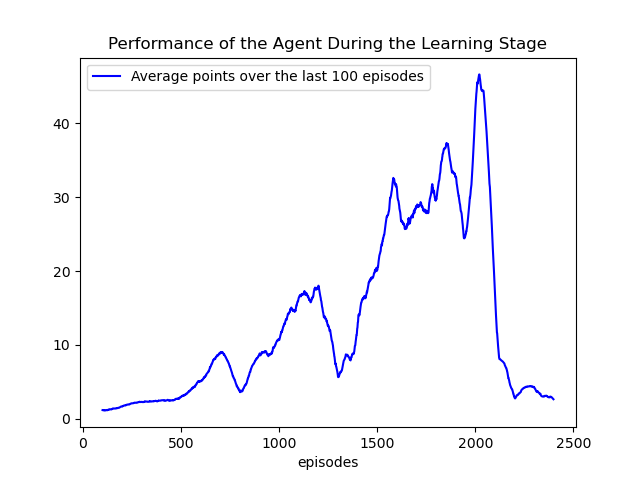 Performance of the Agent During the Learning Stage
Average points over the last 100 episodes
40
30
20
10
0
0 500 1000 1500 2000 2500
episodes